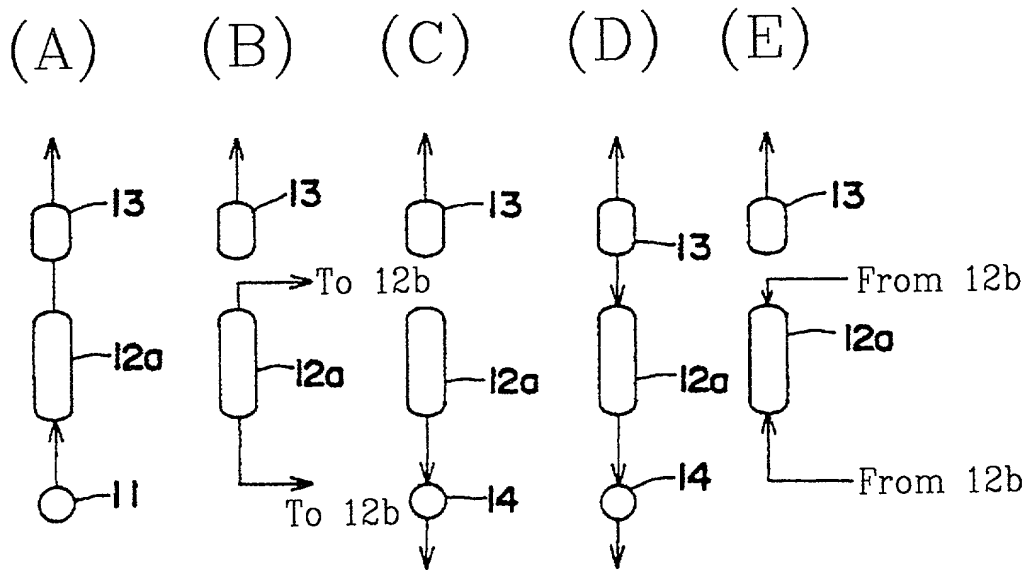 (A) (B) (C) (D) (E)
13 13 13 13 13
To 12b From 12b
12a 12a 12a 12a 12a
11 To 12b 14 14 From 12b